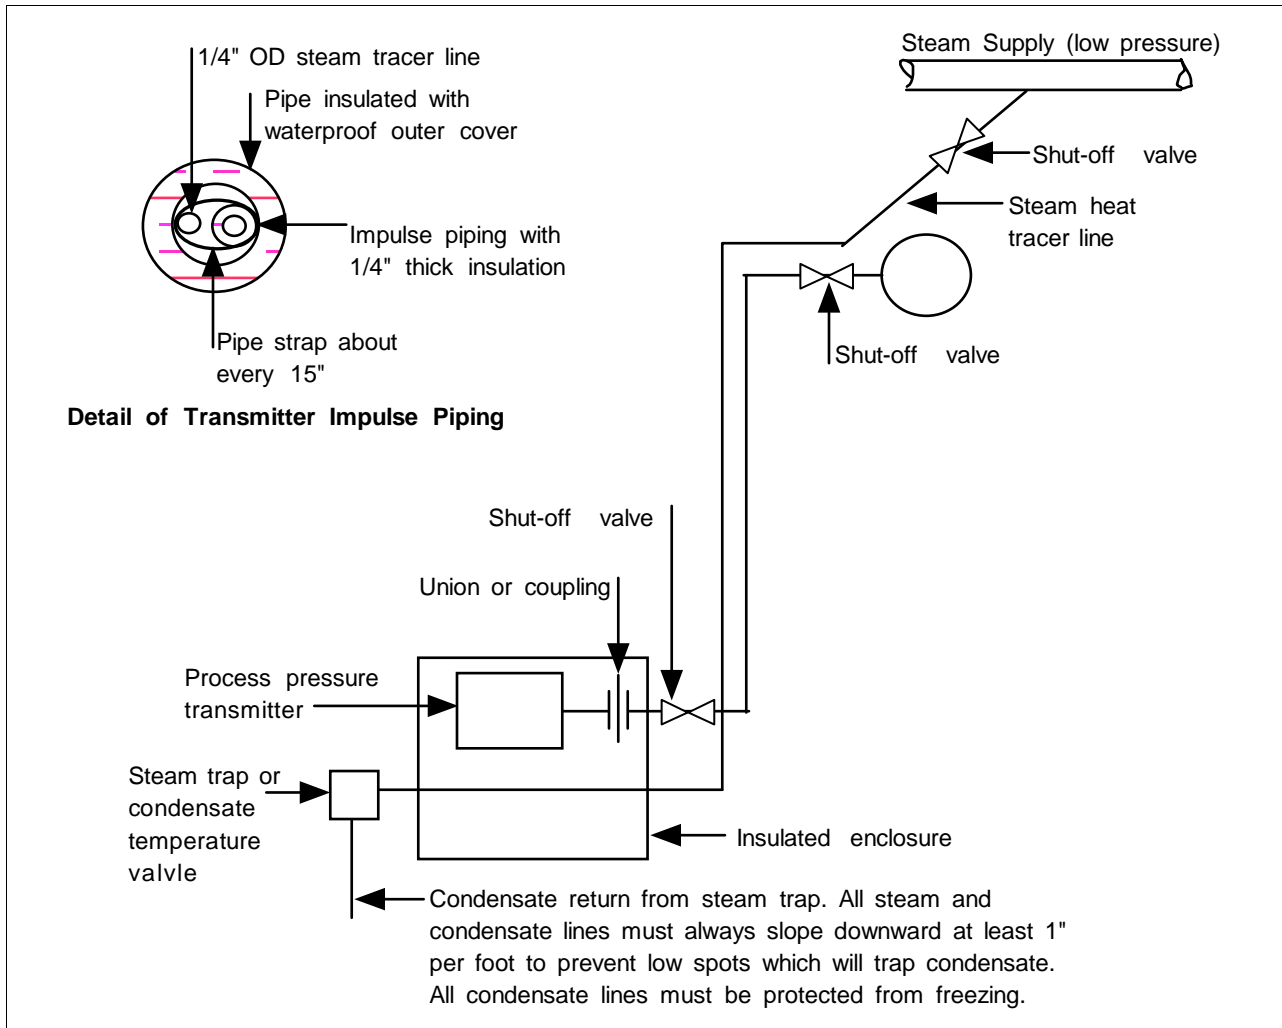 1/4" OD steam tracer line
Pipe insulated with
waterproof outer cover
Impulse piping with
1/4" thick insulation
Pipe strap about
every 15"
Detail of Transmitter Impulse Piping
Steam Supply (low pressure)
Shut-off valve
Steam heat
tracer line
Shut-off valve
Shut-off valve
Union or coupling
Process pressure
transmitter
Steam trap or
condensate
temperature
valvle
Insulated enclosure
Condensate return from steam trap. All steam and
condensate lines must always slope downward at least 1"
per foot to prevent low spots which will trap condensate.
All condensate lines must be protected from freezing.